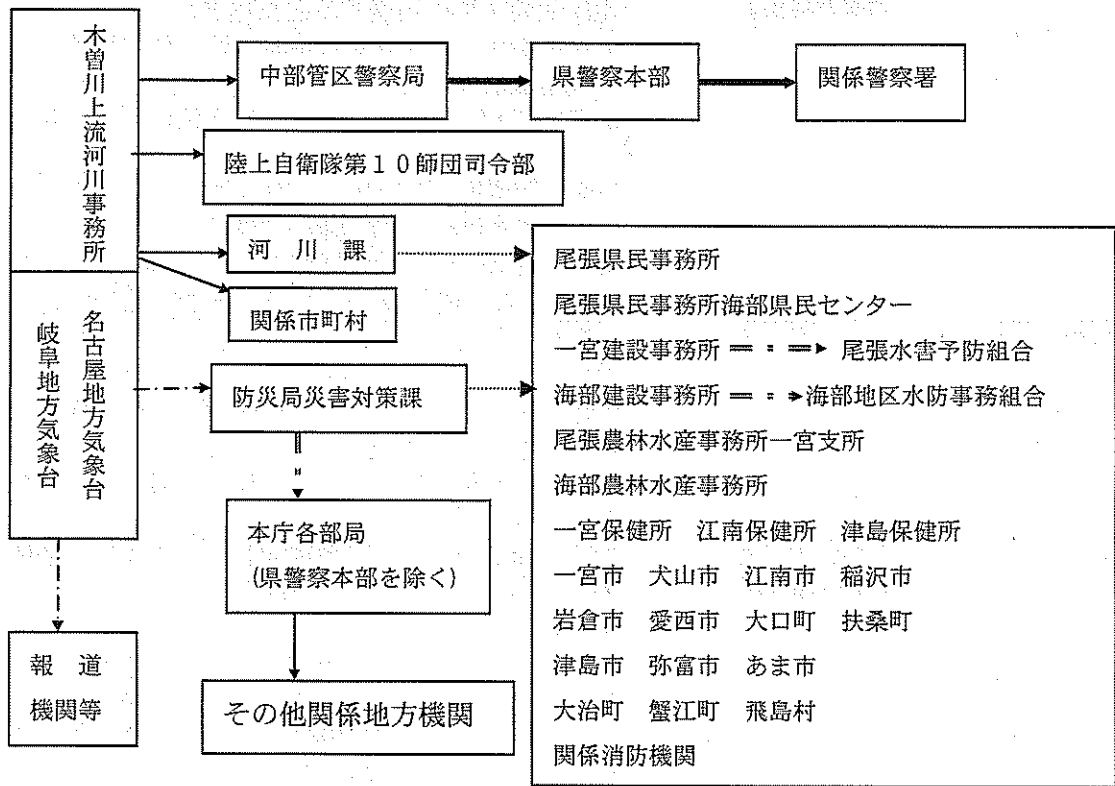 木曽川上流河川事務所
中部管区警察局
県警察本部
関係警察署
陸上自衛隊第10師団司令部
河川課
関係市町村
名古屋地方気象台
岐阜地方気象台
防災局災害対策課
本庁各部局
(県警察本部を除く)
その他関係地方機関
報道
機関等
尾張県民事務所
尾張県民事務所海部県民センター
一宮建設事務所 尾張水害予防組合
海部建設事務所 海部地区水防事務組合
尾張農林水産事務所一宮支所
海部農林水産事務所
一宮保健所 江南保健所 津島保健所
一宮市 犬山市 江南市 稲沢市
岩倉市 愛西市 大口町 扶桑町
津島市 弥富市 あま市
大治町 蟹江町 飛島村
関係消防機関